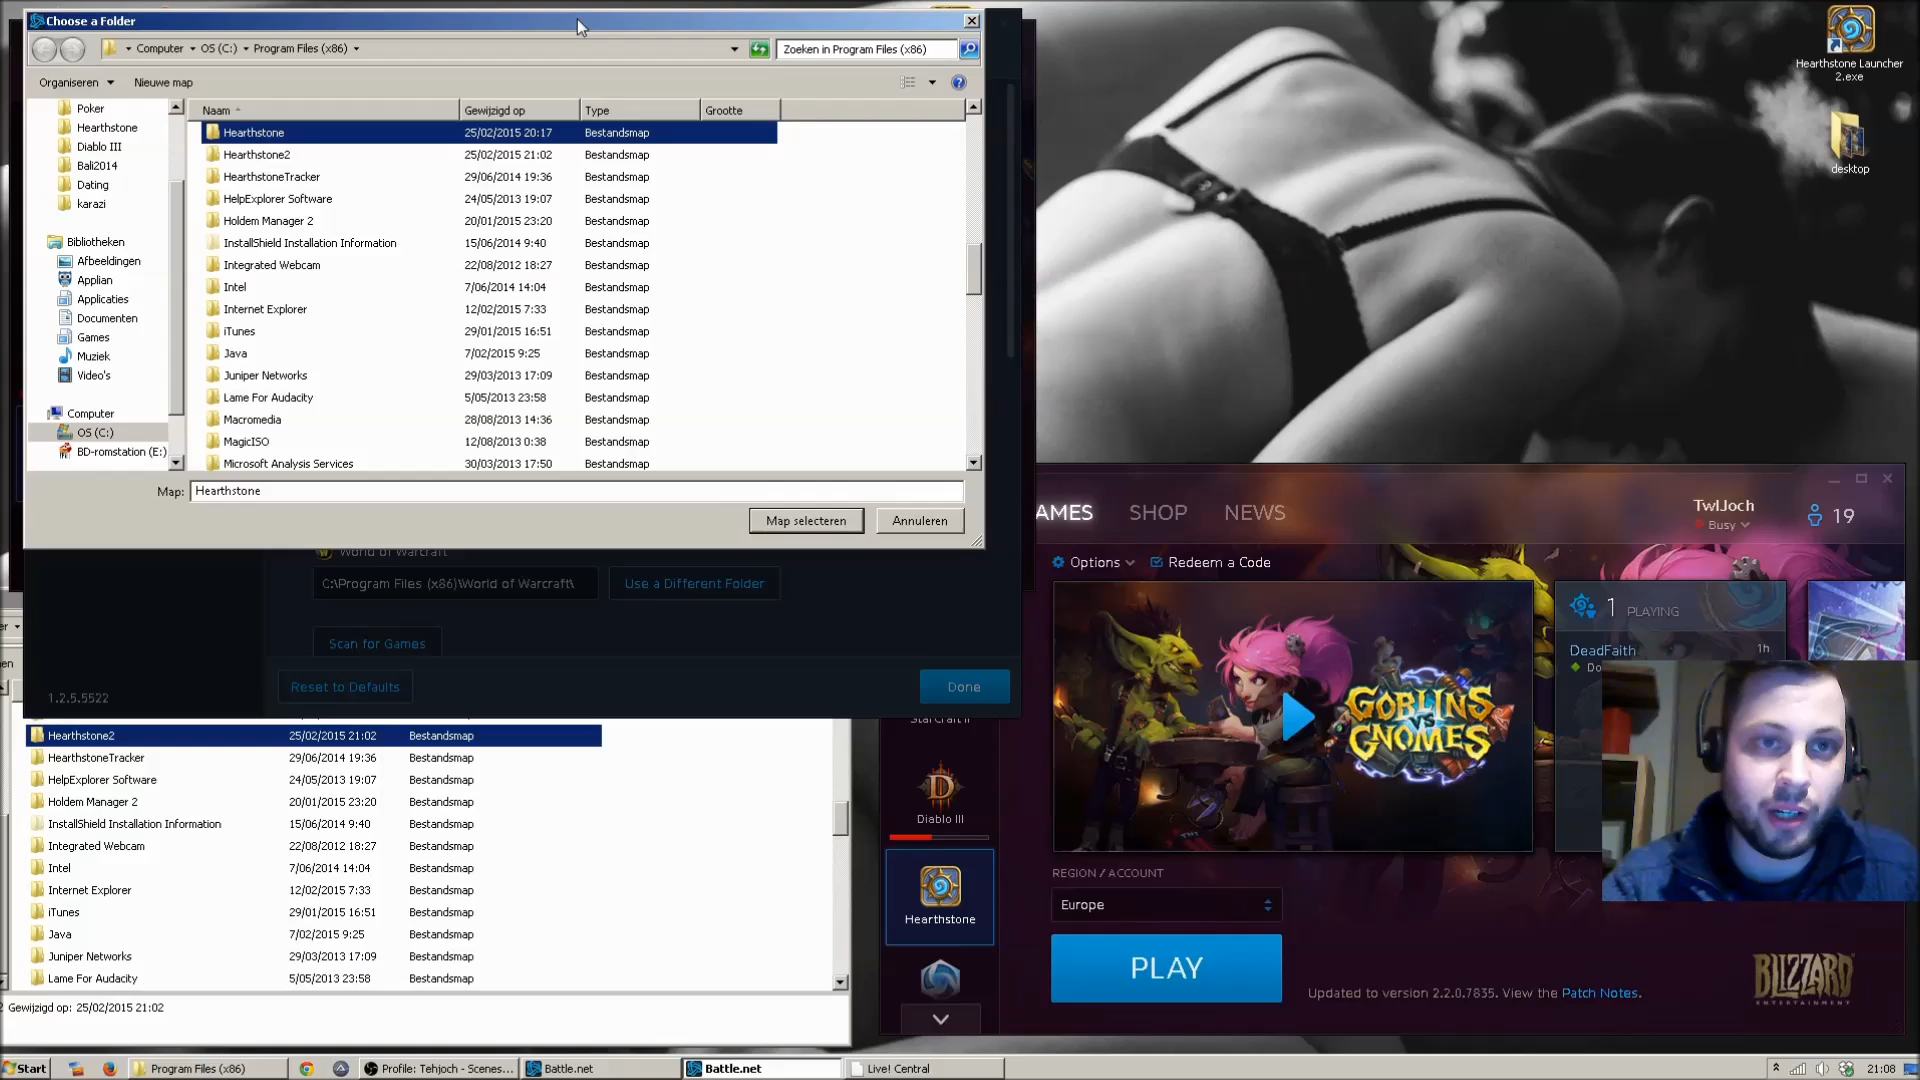 Choose a Folder
Computer OS (C:) Program Files (x86)
Zoeken in Program Files (x86)
Organiseren Nieuwe map
Poker
Hearthstone
Diablo III
Bali2014
Dating
karazi
Bibliotheken
Afbeeldingen
Applian
Applicaties
Documenten
Games
Muziek
Video's
Computer
OS (C:)
BD-romstation (E:)
Naam Gewijzigd op Type Grootte
Hearthstone 25/02/2015 20:17 Bestandsmap
Hearthstone2 25/02/2015 21:02 Bestandsmap
HearthstoneTracker 29/06/2014 19:36 Bestandsmap
HelpExplorer Software 24/05/2013 19:07 Bestandsmap
Holdem Manager 2 20/01/2015 23:20 Bestandsmap
InstallShield Installation Information 15/06/2014 9:40 Bestandsmap
Integrated Webcam 22/08/2012 18:27 Bestandsmap
Intel 7/06/2014 14:04 Bestandsmap
Internet Explorer 12/02/2015 7:33 Bestandsmap
iTunes 29/01/2015 16:51 Bestandsmap
Java 7/02/2015 9:25 Bestandsmap
Juniper Networks 29/03/2013 17:09 Bestandsmap
Lame For Audacity 5/05/2013 23:58 Bestandsmap
Macromedia 28/08/2013 14:36 Bestandsmap
MagicISO 12/08/2013 0:38 Bestandsmap
Microsoft Analysis Services 30/03/2013 17:50 Bestandsmap
Map: Hearthstone
Map selecteren Annuleren
World of Warcraft
C:\Program Files (x86)\World of Warcraft\ Use a Different Folder
Scan for Games
Reset to Defaults Done
1.2.5.5522
Hearthstone2 25/02/2015 21:02 Bestandsmap
HearthstoneTracker 29/06/2014 19:36 Bestandsmap
HelpExplorer Software 24/05/2013 19:07 Bestandsmap
Holdem Manager 2 20/01/2015 23:20 Bestandsmap
InstallShield Installation Information 15/06/2014 9:40 Bestandsmap
Integrated Webcam 22/08/2012 18:27 Bestandsmap
Intel 7/06/2014 14:04 Bestandsmap
Internet Explorer 12/02/2015 7:33 Bestandsmap
iTunes 29/01/2015 16:51 Bestandsmap
Java 7/02/2015 9:25 Bestandsmap
Juniper Networks 29/03/2013 17:09 Bestandsmap
Lame For Audacity 5/05/2013 23:58 Bestandsmap
Gewijzigd op: 25/02/2015 21:02
Hearthstone Launcher
2.exe
desktop
AMES SHOP NEWS
TwlJoch
Busy
19
Options Redeem a Code
GOBLINS
VS
GNOMES
1 PLAYING
DeadFaith 1h
Do
StarCraft II
Diablo III
Hearthstone
REGION / ACCOUNT
Europe
PLAY
Updated to version 2.2.0.7835. View the Patch Notes.
BLIZZARD
ENTERTAINMENT
Start
Program Files (x86)
Profile: Tehjoch - Scenes...
Battle.net
Battle.net
Live! Central
21:08